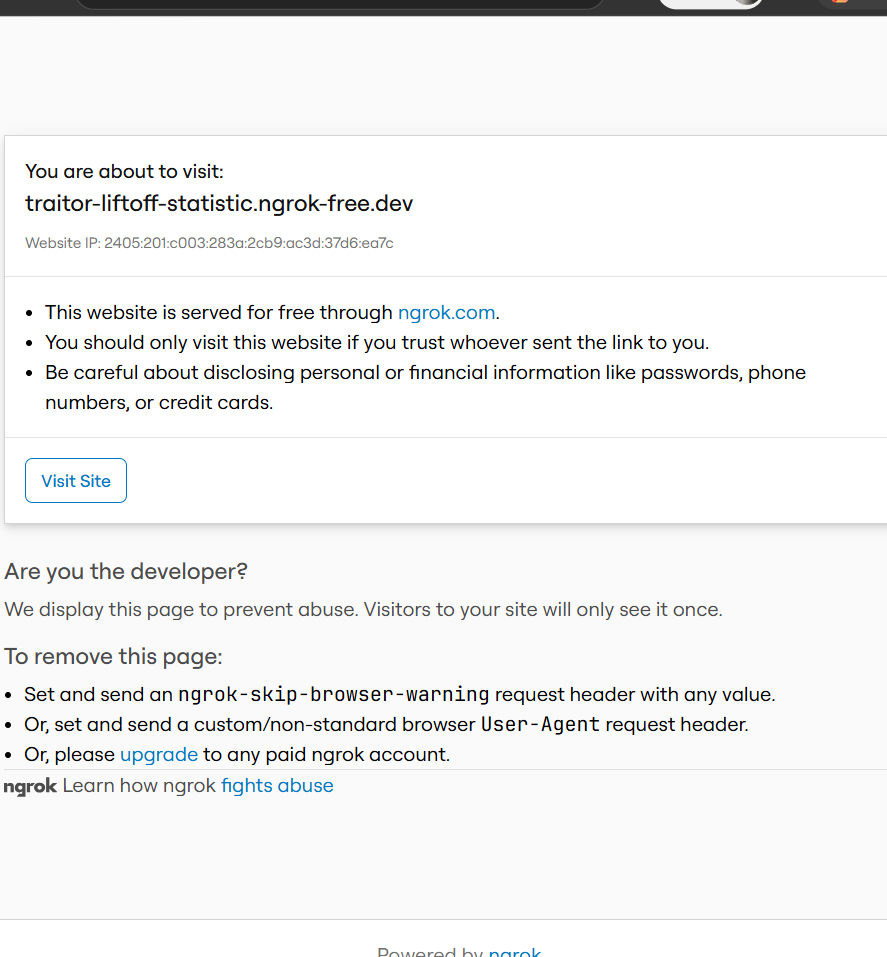 You are about to visit:
traitor-liftoff-statistic.ngrok-free.dev
Website IP: 2405:201:c003:283a:2cb9:ac3d:37d6:ea7c
• This website is served for free through ngrok.com.
• You should only visit this website if you trust whoever sent the link to you.
• Be careful about disclosing personal or financial information like passwords, phone
numbers, or credit cards.
Visit Site
Are you the developer?
We display this page to prevent abuse. Visitors to your site will only see it once.
To remove this page:
• Set and send an ngrok-skip-browser-warning request header with any value.
• Or, set and send a custom/non-standard browser User-Agent request header.
• Or, please upgrade to any paid ngrok account.
ngrok Learn how ngrok fights abuse
Powered by ngrok